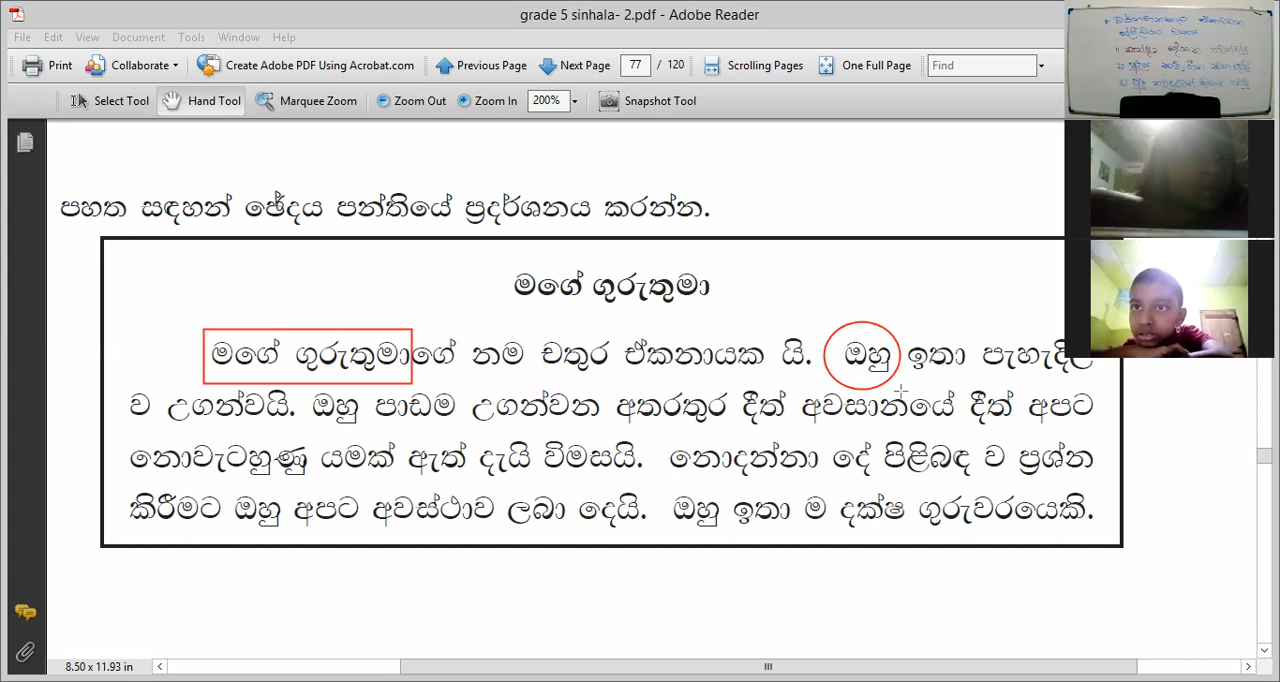 grade 5 sinhala- 2.pdf - Adobe Reader
File Edit View Document Tools Window Help
Print Collaborate Create Adobe PDF Using Acrobat.com Previous Page Next Page 77 / 120 Scrolling Pages One Full Page Find
Select Tool Hand Tool Marquee Zoom Zoom Out Zoom In 200% Snapshot Tool
පහත සඳහන් ඡේදය පන්තියේ ප්‍රදර්ශනය කරන්න.
මගේ ගුරුතුමා
මගේ ගුරුතුමාගේ නම චතුර ඒකනායක යි. ඔහු ඉතා පැහැදිලි
ව උගන්වයි. ඔහු පාඩම උගන්වන අතරතුර දීත් අවසානයේ දීත් අපට
නොවැටහුණු යමක් ඇත් දැයි විමසයි. නොදන්නා දේ පිළිබඳ ව ප්‍රශ්න
කිරීමට ඔහු අපට අවස්ථාව ලබා දෙයි. ඔහු ඉතා ම දක්ෂ ගුරුවරයෙකි.
8.50 x 11.93 in